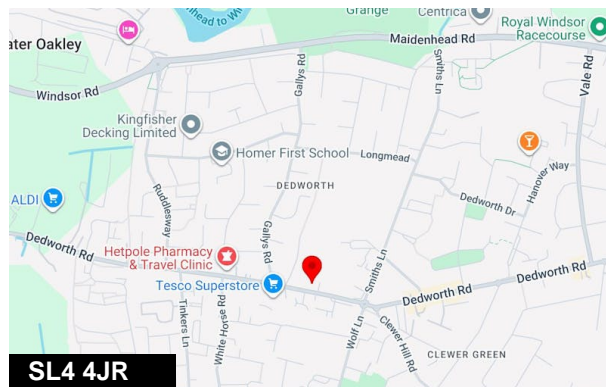 Grange
Centrica
Royal Windsor
Racecourse
nhead to Wi
ater Oakley
Maidenhead Rd
Windsor Rd
Gallys Rd
Smiths Ln
Vale Rd
Kingfisher
Decking Limited
Homer First School
Longmead
DEDWORTH
Hanover Way
Dedworth Dr
ALDI
Ruddlesway
Gallys Rd
Smiths Ln
Dedworth Rd
Hetpole Pharmacy
& Travel Clinic
Tesco Superstore
Dedworth Rd
Dedworth Rd
Tinkers Ln
White Horse Rd
Wolf Ln
Clewer Hill Rd
CLEWER GREEN
SL4 4JR